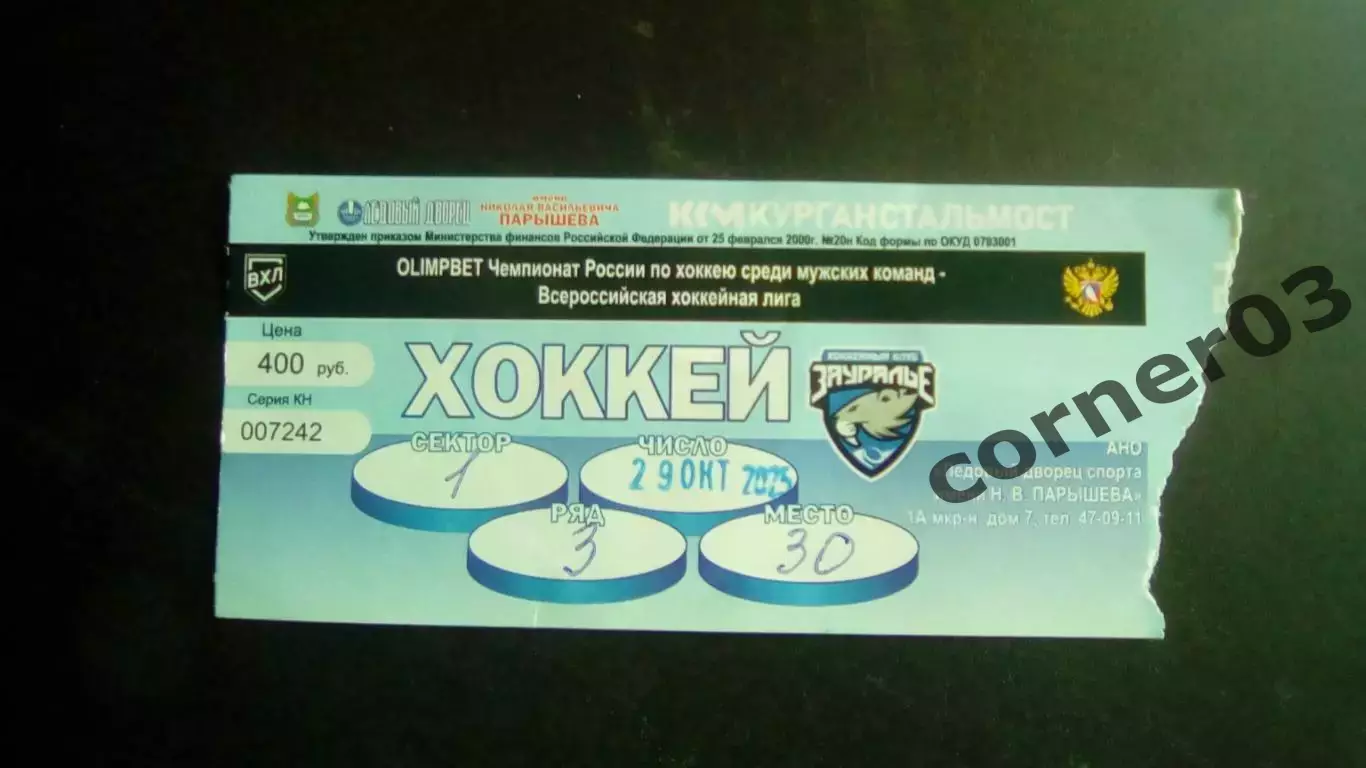 ЛЕДОВЫЙ ДВОРЕЦ
ИМЕНИ
НИКОЛАЯ ВАСИЛЬЕВИЧА
ПАРЫШЕВА
КСМ КУРГАНСТАЛЬМОСТ
Утвержден приказом Министерства финансов Российской Федерации от 25 февраля 2000г. №20н Код формы по ОКУД 0793001
ВХЛ
OLIMPBET Чемпионат России по хоккею среди мужских команд -
Всероссийская хоккейная лига
Цена
400 руб.
Серия КН
007242
ХОККЕЙ
ХОККЕЙНЫЙ КЛУБ
ЗАУРАЛЬЕ
СЕКТОР
1
ЧИСЛО
29 ОКТ 2025
РЯД
3
МЕСТО
30
АНО
Ледовый дворец спорта
имени Н. В. ПАРЫШЕВА»
1А мкр-н, дом 7, тел. 47-09-11
corner03